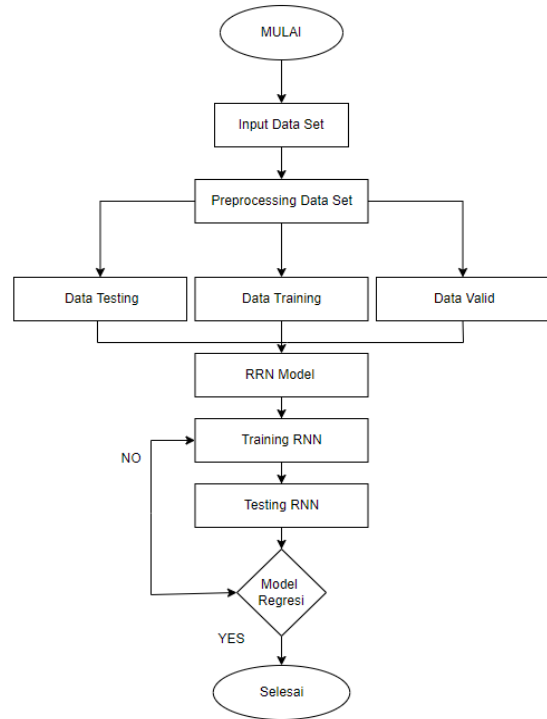 MULAI
Input Data Set
Preprocessing Data Set
Data Testing
Data Training
Data Valid
RRN Model
Training RNN
NO
Testing RNN
Model
Regresi
YES
Selesai